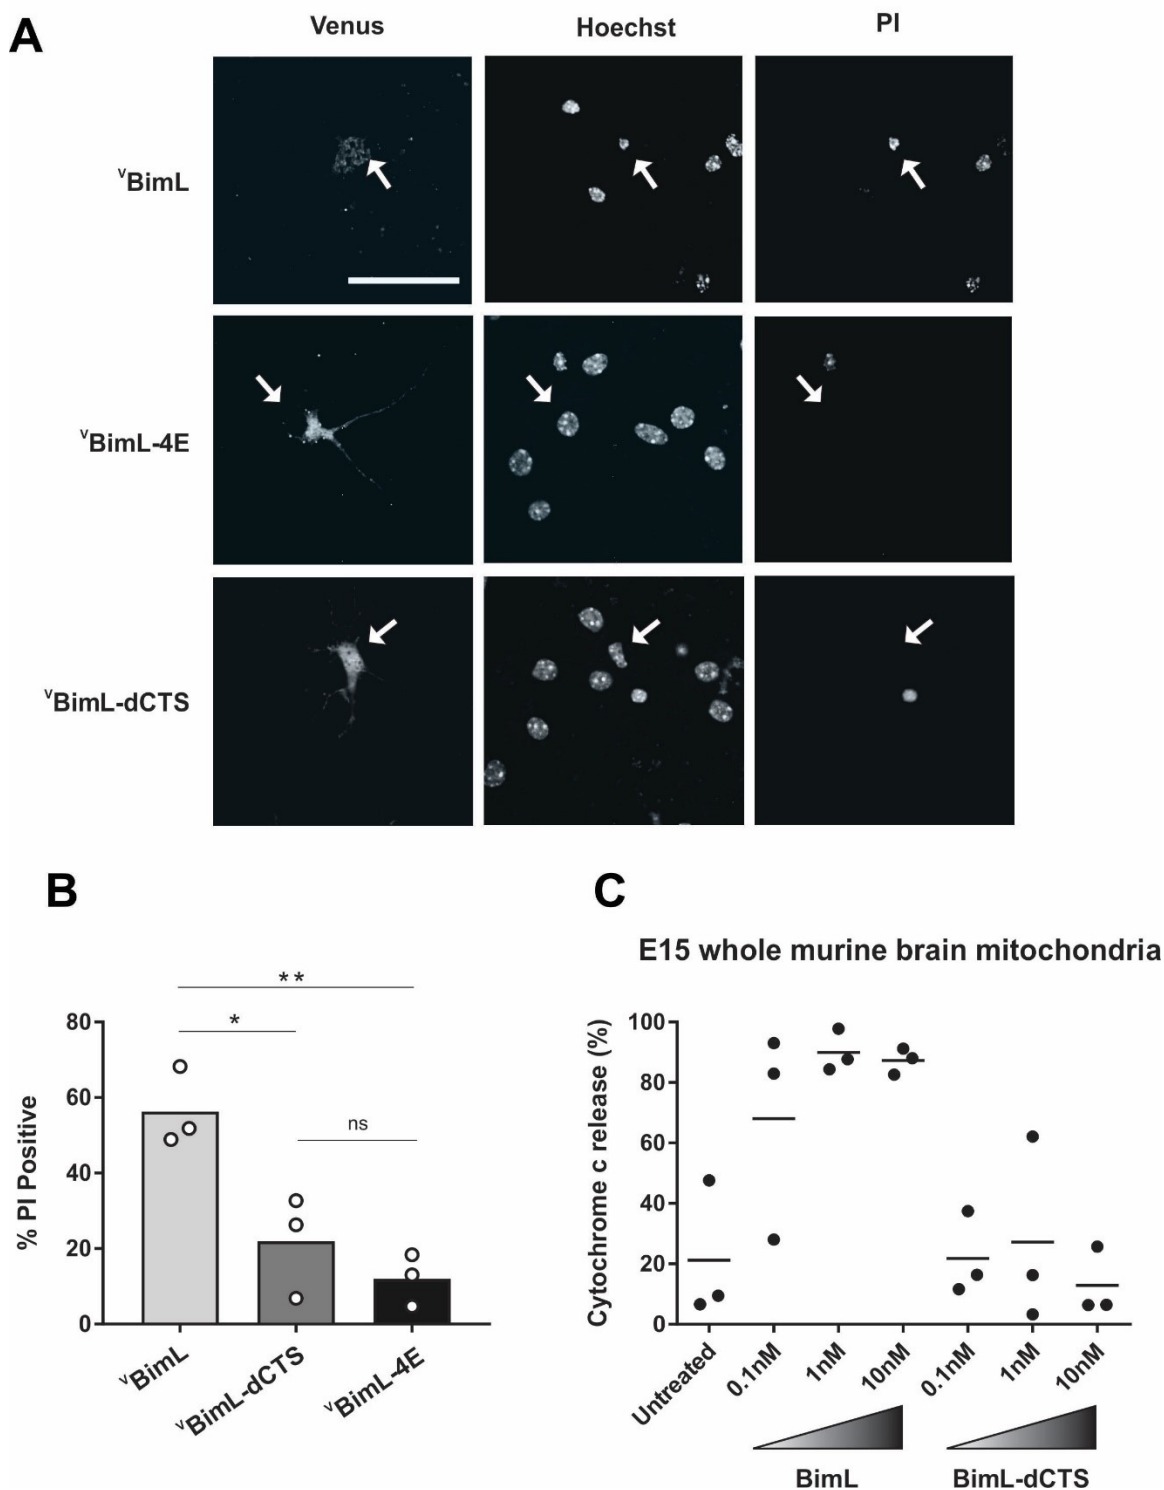 A
Venus
Hoechst
PI
ᵛBimL
ᵛBimL-4E
ᵛBimL-dCTS
B
**
*
ns
80
60
40
20
0
% PI Positive
ᵛBimL
ᵛBimL-dCTS
ᵛBimL-4E
C
E15 whole murine brain mitochondria
Cytochrome c release (%)
100
80
60
40
20
0
Untreated
0.1nM
1nM
10nM
0.1nM
1nM
10nM
BimL
BimL-dCTS